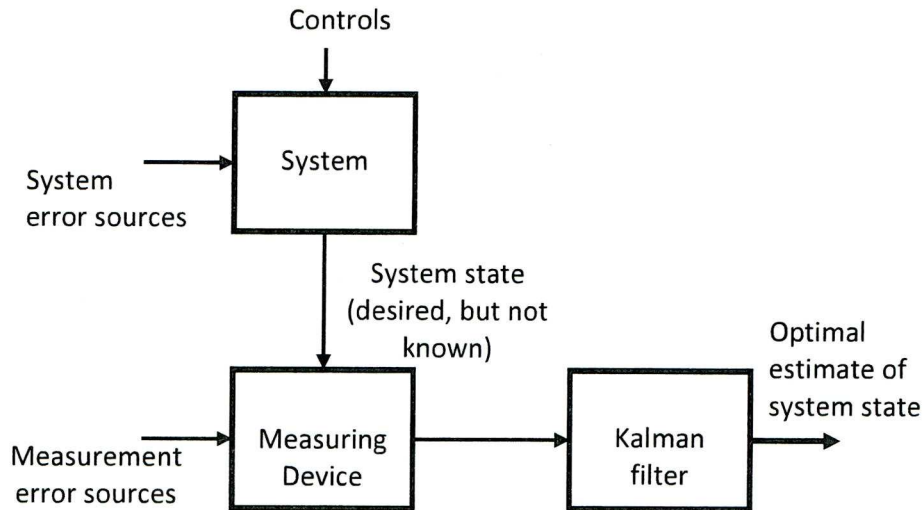 Controls
System
System
error sources
System state
(desired, but not
known)
Optimal
estimate of
system state
Measuring
Device
Kalman
filter
Measurement
error sources